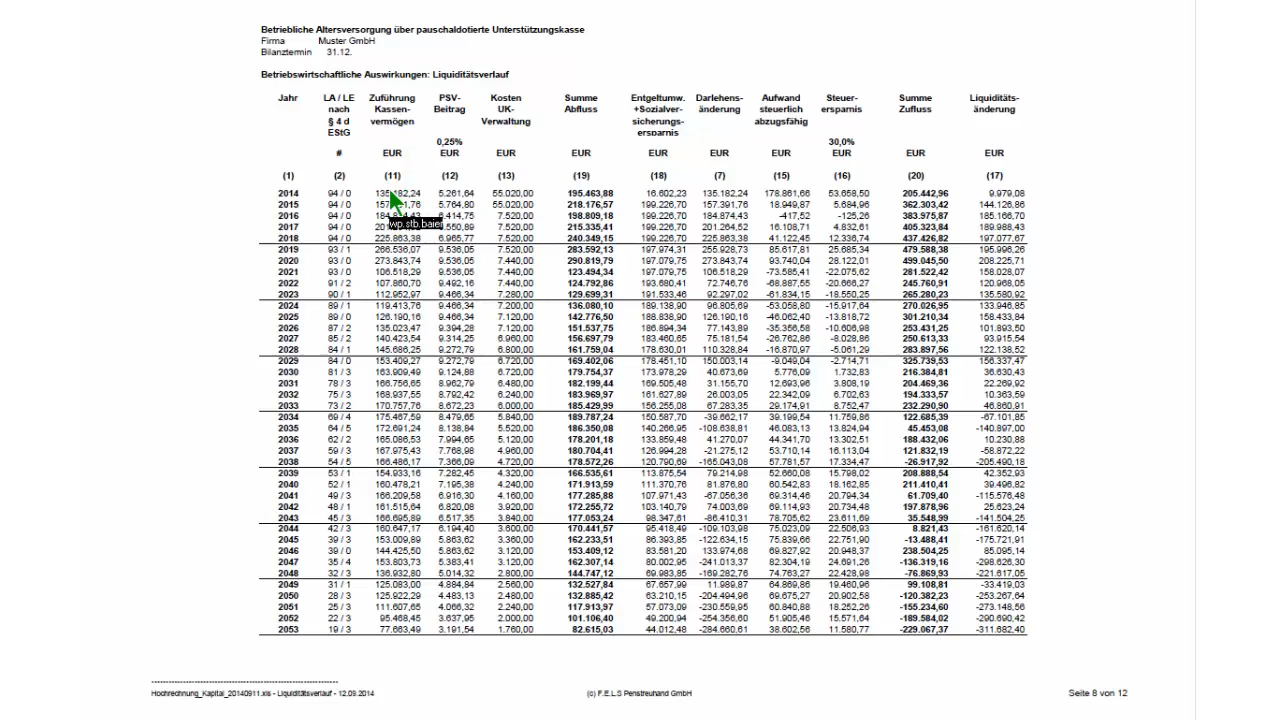 Betriebliche Altersversorgung über pauschaldotierte Unterstützungskasse
Firma Muster GmbH
Bilanztermin 31.12.
Betriebswirtschaftliche Auswirkungen: Liquiditätsverlauf
Jahr LA / LE Zuführung PSV- Kosten Summe Entgeltumw. Darlehens- Aufwand Steuer- Summe Liquiditäts-
nach Kassen- Beitrag UK- Abfluss +Sozialver- änderung steuerlich ersparnis Zufluss änderung
§ 4 d vermögen Verwaltung sicherungs- abzugsfähig
EStG ersparnis
0,25% 30,0%
# EUR EUR EUR EUR EUR EUR EUR EUR EUR EUR
(1) (2) (11) (12) (13) (19) (18) (7) (15) (16) (20) (17)
2014 94 / 0 135.182,24 5.261,64 55.020,00 195.463,88 16.602,23 135.182,24 178.861,66 53.658,50 205.442,96 9.979,08
2015 94 / 0 5.764,80 55.020,00 218.176,57 199.226,70 157.391,76 18.949,87 5.684,96 362.303,42 144.126,86
2016 94 / 0 6.414,75 7.520,00 198.809,18 199.226,70 184.874,43 -417,52 -125,26 383.975,87 185.166,70
2017 94 / 0 6.550,89 7.520,00 215.335,41 199.226,70 201.264,52 16.108,71 4.832,61 405.323,84 189.988,43
2018 94 / 0 225.863,38 6.965,77 7.520,00 240.349,15 199.226,70 225.863,38 41.122,45 12.336,74 437.426,82 197.077,67
2019 93 / 1 266.536,07 9.536,05 7.520,00 283.592,13 197.974,31 255.928,73 85.617,81 25.685,34 479.588,38 195.996,26
2020 93 / 0 273.843,74 9.536,05 7.440,00 290.819,79 197.079,75 273.843,74 93.740,04 28.122,01 499.045,50 208.225,71
2021 93 / 0 106.518,29 9.536,05 7.440,00 123.494,34 197.079,75 106.518,29 -73.585,41 -22.075,62 281.522,42 158.028,07
2022 91 / 2 107.860,70 9.492,16 7.440,00 124.792,86 193.680,41 72.746,76 -68.887,55 -20.666,27 245.760,91 120.968,05
2023 90 / 1 112.952,97 9.466,34 7.280,00 129.699,31 191.533,46 92.297,02 -61.834,15 -18.550,25 265.280,23 135.580,92
2024 89 / 1 119.413,76 9.466,34 7.200,00 136.080,10 189.138,90 96.805,69 -53.058,80 -15.917,64 270.026,95 133.946,85
2025 89 / 0 126.190,16 9.466,34 7.120,00 142.776,50 188.838,90 126.190,16 -46.062,40 -13.818,72 301.210,34 158.433,84
2026 87 / 2 135.023,47 9.394,28 7.120,00 151.537,75 186.894,34 77.143,89 -35.356,58 -10.606,98 253.431,25 101.893,50
2027 85 / 2 140.423,54 9.314,25 6.960,00 156.697,79 183.460,65 75.181,54 -26.762,86 -8.028,86 250.613,33 93.915,54
2028 84 / 1 145.686,25 9.272,79 6.800,00 161.759,04 178.630,01 110.328,84 -16.870,97 -5.061,29 283.897,56 122.138,52
2029 84 / 0 153.409,27 9.272,79 6.720,00 169.402,06 178.451,10 150.003,14 -9.049,04 -2.714,71 325.739,53 156.337,47
2030 81 / 3 163.909,49 9.124,88 6.720,00 179.754,37 173.978,29 40.673,69 5.776,09 1.732,83 216.384,81 36.630,43
2031 78 / 3 166.756,65 8.962,79 6.480,00 182.199,44 169.505,48 31.155,70 12.693,96 3.808,19 204.469,36 22.269,92
2032 75 / 3 168.937,55 8.792,42 6.240,00 183.969,97 161.627,89 26.003,05 22.342,09 6.702,63 194.333,57 10.363,59
2033 73 / 2 170.757,76 8.672,23 6.000,00 185.429,99 156.255,08 67.283,35 29.174,91 8.752,47 232.290,90 46.860,91
2034 69 / 4 175.467,59 8.479,65 5.840,00 189.787,24 150.587,70 -39.662,17 39.199,54 11.759,86 122.685,39 -67.101,85
2035 64 / 5 172.691,24 8.138,84 5.520,00 186.350,08 140.266,95 -108.638,81 46.083,13 13.824,94 45.453,08 -140.897,00
2036 62 / 2 165.086,53 7.994,65 5.120,00 178.201,18 133.859,48 41.270,07 44.341,70 13.302,51 188.432,06 10.230,88
2037 59 / 3 167.975,43 7.768,98 4.960,00 180.704,41 126.994,28 -21.275,12 53.710,14 16.113,04 121.832,19 -58.872,22
2038 54 / 5 166.486,17 7.366,09 4.720,00 178.572,26 120.790,69 -165.043,08 57.781,57 17.334,47 -26.917,92 -205.490,18
2039 53 / 1 154.933,16 7.282,45 4.320,00 166.535,61 113.875,54 79.214,98 52.660,08 15.798,02 208.888,54 42.352,93
2040 52 / 1 160.478,21 7.195,38 4.240,00 171.913,59 111.370,76 81.876,80 60.542,83 18.162,85 211.410,41 39.496,82
2041 49 / 3 166.209,58 6.916,30 4.160,00 177.285,88 107.971,43 -67.056,36 69.314,46 20.794,34 61.709,40 -115.576,48
2042 48 / 1 161.515,64 6.820,08 3.920,00 172.255,72 103.140,79 74.003,69 69.114,93 20.734,48 197.878,96 25.623,24
2043 45 / 3 166.695,89 6.517,35 3.840,00 177.053,24 98.347,61 -86.410,31 78.705,62 23.611,69 35.548,99 -141.504,25
2044 42 / 3 160.647,17 6.194,40 3.600,00 170.441,57 95.418,49 -109.103,98 75.023,09 22.506,93 8.821,43 -161.620,14
2045 39 / 3 153.009,89 5.863,62 3.360,00 162.233,51 86.393,85 -122.634,15 75.839,66 22.751,90 -13.488,41 -175.721,91
2046 39 / 0 144.425,50 5.863,62 3.120,00 153.409,12 83.581,20 133.974,68 69.827,92 20.948,37 238.504,25 85.095,14
2047 35 / 4 153.803,73 5.383,41 3.120,00 162.307,14 80.002,95 -241.013,37 82.304,19 24.691,26 -136.319,16 -298.626,30
2048 32 / 3 136.932,80 5.014,32 2.800,00 144.747,12 69.983,85 -169.282,76 74.763,27 22.428,98 -76.869,93 -221.617,05
2049 31 / 1 125.083,00 4.884,84 2.560,00 132.527,84 67.657,99 11.989,87 64.869,86 19.460,96 99.108,81 -33.419,03
2050 28 / 3 125.922,29 4.483,13 2.480,00 132.885,42 63.210,15 -204.494,96 69.675,27 20.902,58 -120.382,23 -253.267,64
2051 25 / 3 111.607,65 4.066,32 2.240,00 117.913,97 57.073,09 -230.559,95 60.840,88 18.252,26 -155.234,60 -273.148,56
2052 22 / 3 95.468,45 3.637,95 2.000,00 101.106,40 49.200,94 -254.356,60 51.905,46 15.571,64 -189.584,02 -290.690,42
2053 19 / 3 77.663,49 3.191,54 1.760,00 82.615,03 44.012,48 -284.660,61 38.602,56 11.580,77 -229.067,37 -311.682,40
wp.stb.baier
Hochrechnung_Kapital_20140911.xls - Liquiditätsverlauf - 12.09.2014 (c) F.E.L.S Penstreuhand GmbH Seite 8 von 12